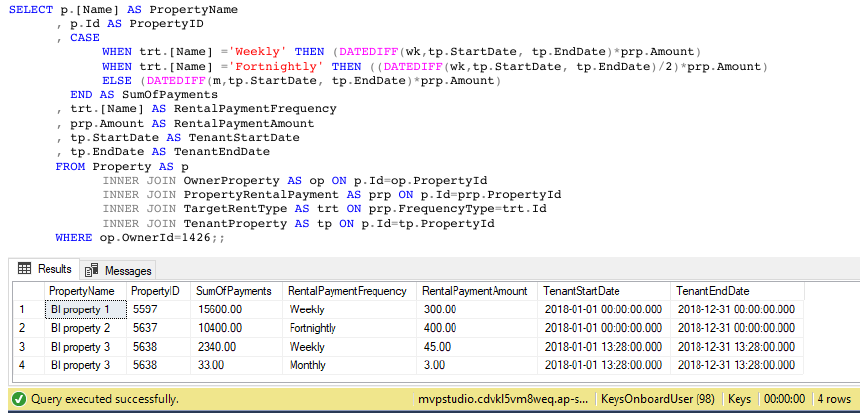 SELECT p.[Name] AS PropertyName
, p.Id AS PropertyID
, CASE
WHEN trt.[Name] ='Weekly' THEN (DATEDIFF(wk,tp.StartDate, tp.EndDate)*prp.Amount)
WHEN trt.[Name] ='Fortnightly' THEN ((DATEDIFF(wk,tp.StartDate, tp.EndDate)/2)*prp.Amount)
ELSE (DATEDIFF(m,tp.StartDate, tp.EndDate)*prp.Amount)
END AS SumOfPayments
, trt.[Name] AS RentalPaymentFrequency
, prp.Amount AS RentalPaymentAmount
, tp.StartDate AS TenantStartDate
, tp.EndDate AS TenantEndDate
FROM Property AS p
INNER JOIN OwnerProperty AS op ON p.Id=op.PropertyId
INNER JOIN PropertyRentalPayment AS prp ON p.Id=prp.PropertyId
INNER JOIN TargetRentType AS trt ON prp.FrequencyType=trt.Id
INNER JOIN TenantProperty AS tp ON p.Id=tp.PropertyId
WHERE op.OwnerId=1426;;
Results Messages
PropertyName PropertyID SumOfPayments RentalPaymentFrequency RentalPaymentAmount TenantStartDate TenantEndDate
1 BI property 1 5597 15600.00 Weekly 300.00 2018-01-01 00:00:00.000 2018-12-31 00:00:00.000
2 BI property 2 5637 10400.00 Fortnightly 400.00 2018-01-01 00:00:00.000 2018-12-31 00:00:00.000
3 BI property 3 5638 2340.00 Weekly 45.00 2018-01-01 13:28:00.000 2018-12-31 13:28:00.000
4 BI property 3 5638 33.00 Monthly 3.00 2018-01-01 13:28:00.000 2018-12-31 13:28:00.000
Query executed successfully. mvpstudio.cdvkl5vm8weq.ap-s... KeysOnboardUser (98) Keys 00:00:00 4 rows